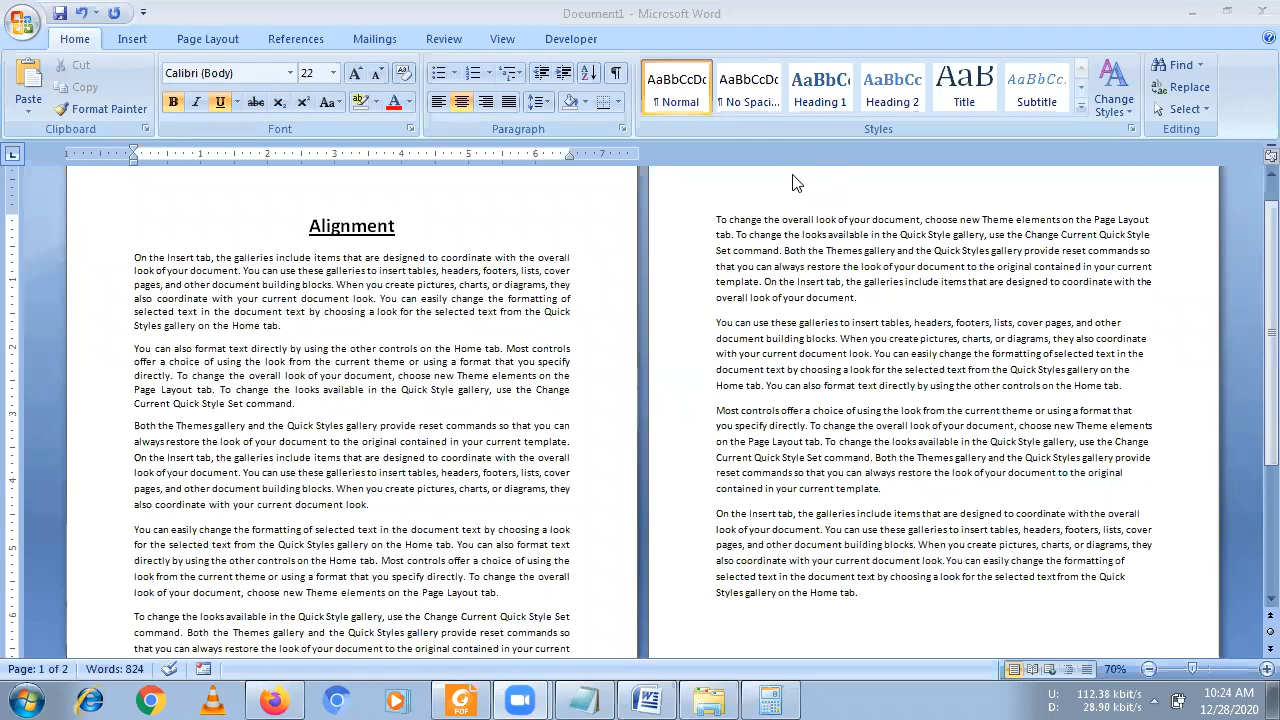 Document1 - Microsoft Word
Home Insert Page Layout References Mailings Review View Developer
Paste
Cut
Copy
Format Painter
Clipboard
Calibri (Body) 22
B I U abc X₂ X² Aa
Font
Paragraph
AaBbCcDc AaBbCcDc AaBbC AaBbCc AaB AaBbCc.
¶ Normal ¶ No Spaci... Heading 1 Heading 2 Title Subtitle
Change Styles
Styles
Find
Replace
Select
Editing
1 1 2 3 4 5 6 7
Alignment
On the Insert tab, the galleries include items that are designed to coordinate with the overall
look of your document. You can use these galleries to insert tables, headers, footers, lists, cover
pages, and other document building blocks. When you create pictures, charts, or diagrams, they
also coordinate with your current document look. You can easily change the formatting of
selected text in the document text by choosing a look for the selected text from the Quick
Styles gallery on the Home tab.
You can also format text directly by using the other controls on the Home tab. Most controls
offer a choice of using the look from the current theme or using a format that you specify
directly. To change the overall look of your document, choose new Theme elements on the
Page Layout tab. To change the looks available in the Quick Style gallery, use the Change
Current Quick Style Set command.
Both the Themes gallery and the Quick Styles gallery provide reset commands so that you can
always restore the look of your document to the original contained in your current template.
On the Insert tab, the galleries include items that are designed to coordinate with the overall
look of your document. You can use these galleries to insert tables, headers, footers, lists, cover
pages, and other document building blocks. When you create pictures, charts, or diagrams, they
also coordinate with your current document look.
You can easily change the formatting of selected text in the document text by choosing a look
for the selected text from the Quick Styles gallery on the Home tab. You can also format text
directly by using the other controls on the Home tab. Most controls offer a choice of using the
look from the current theme or using a format that you specify directly. To change the overall
look of your document, choose new Theme elements on the Page Layout tab.
To change the looks available in the Quick Style gallery, use the Change Current Quick Style Set
command. Both the Themes gallery and the Quick Styles gallery provide reset commands so
that you can always restore the look of your document to the original contained in your current
To change the overall look of your document, choose new Theme elements on the Page Layout
tab. To change the looks available in the Quick Style gallery, use the Change Current Quick Style
Set command. Both the Themes gallery and the Quick Styles gallery provide reset commands so
that you can always restore the look of your document to the original contained in your current
template. On the Insert tab, the galleries include items that are designed to coordinate with the
overall look of your document.
You can use these galleries to insert tables, headers, footers, lists, cover pages, and other
document building blocks. When you create pictures, charts, or diagrams, they also coordinate
with your current document look. You can easily change the formatting of selected text in the
document text by choosing a look for the selected text from the Quick Styles gallery on the
Home tab. You can also format text directly by using the other controls on the Home tab.
Most controls offer a choice of using the look from the current theme or using a format that
you specify directly. To change the overall look of your document, choose new Theme elements
on the Page Layout tab. To change the looks available in the Quick Style gallery, use the Change
Current Quick Style Set command. Both the Themes gallery and the Quick Styles gallery provide
reset commands so that you can always restore the look of your document to the original
contained in your current template.
On the Insert tab, the galleries include items that are designed to coordinate with the overall
look of your document. You can use these galleries to insert tables, headers, footers, lists, cover
pages, and other document building blocks. When you create pictures, charts, or diagrams, they
also coordinate with your current document look. You can easily change the formatting of
selected text in the document text by choosing a look for the selected text from the Quick
Styles gallery on the Home tab.
Page: 1 of 2 Words: 824 70%
PDF
U: 112.38 kbit/s
D: 28.90 kbit/s
10:24 AM
12/28/2020